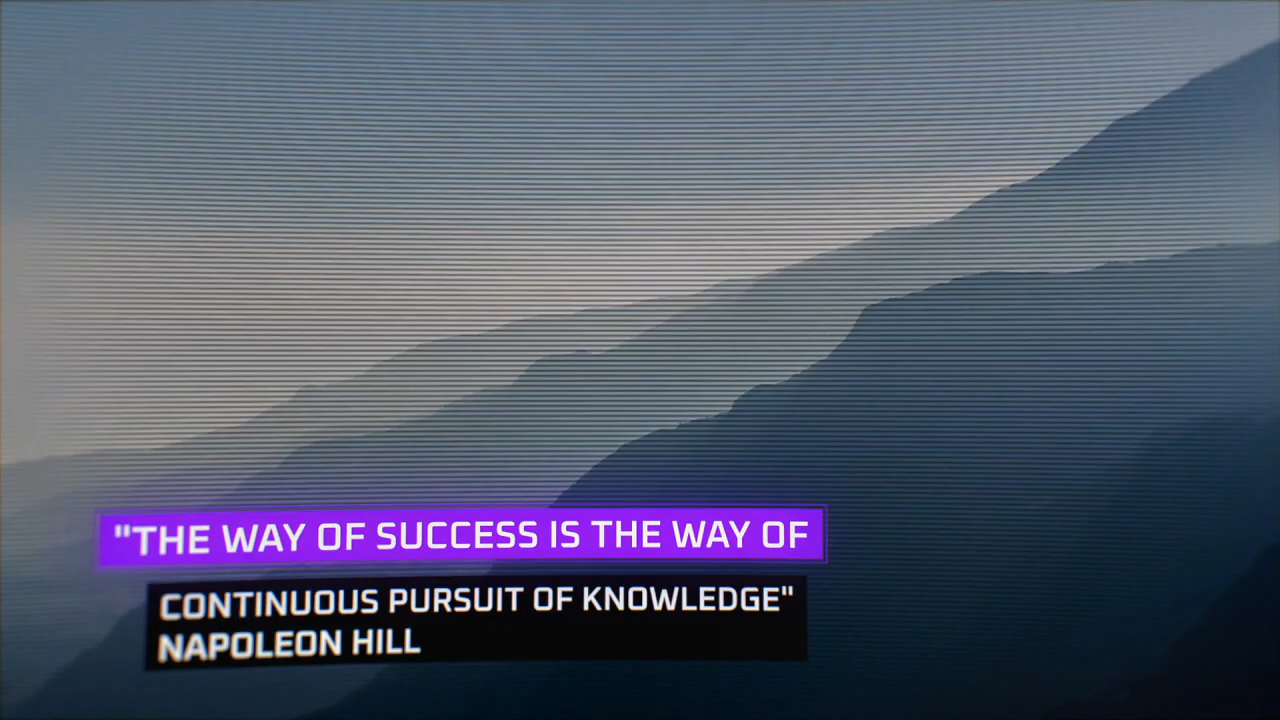 "THE WAY OF SUCCESS IS THE WAY OF
CONTINUOUS PURSUIT OF KNOWLEDGE"
NAPOLEON HILL